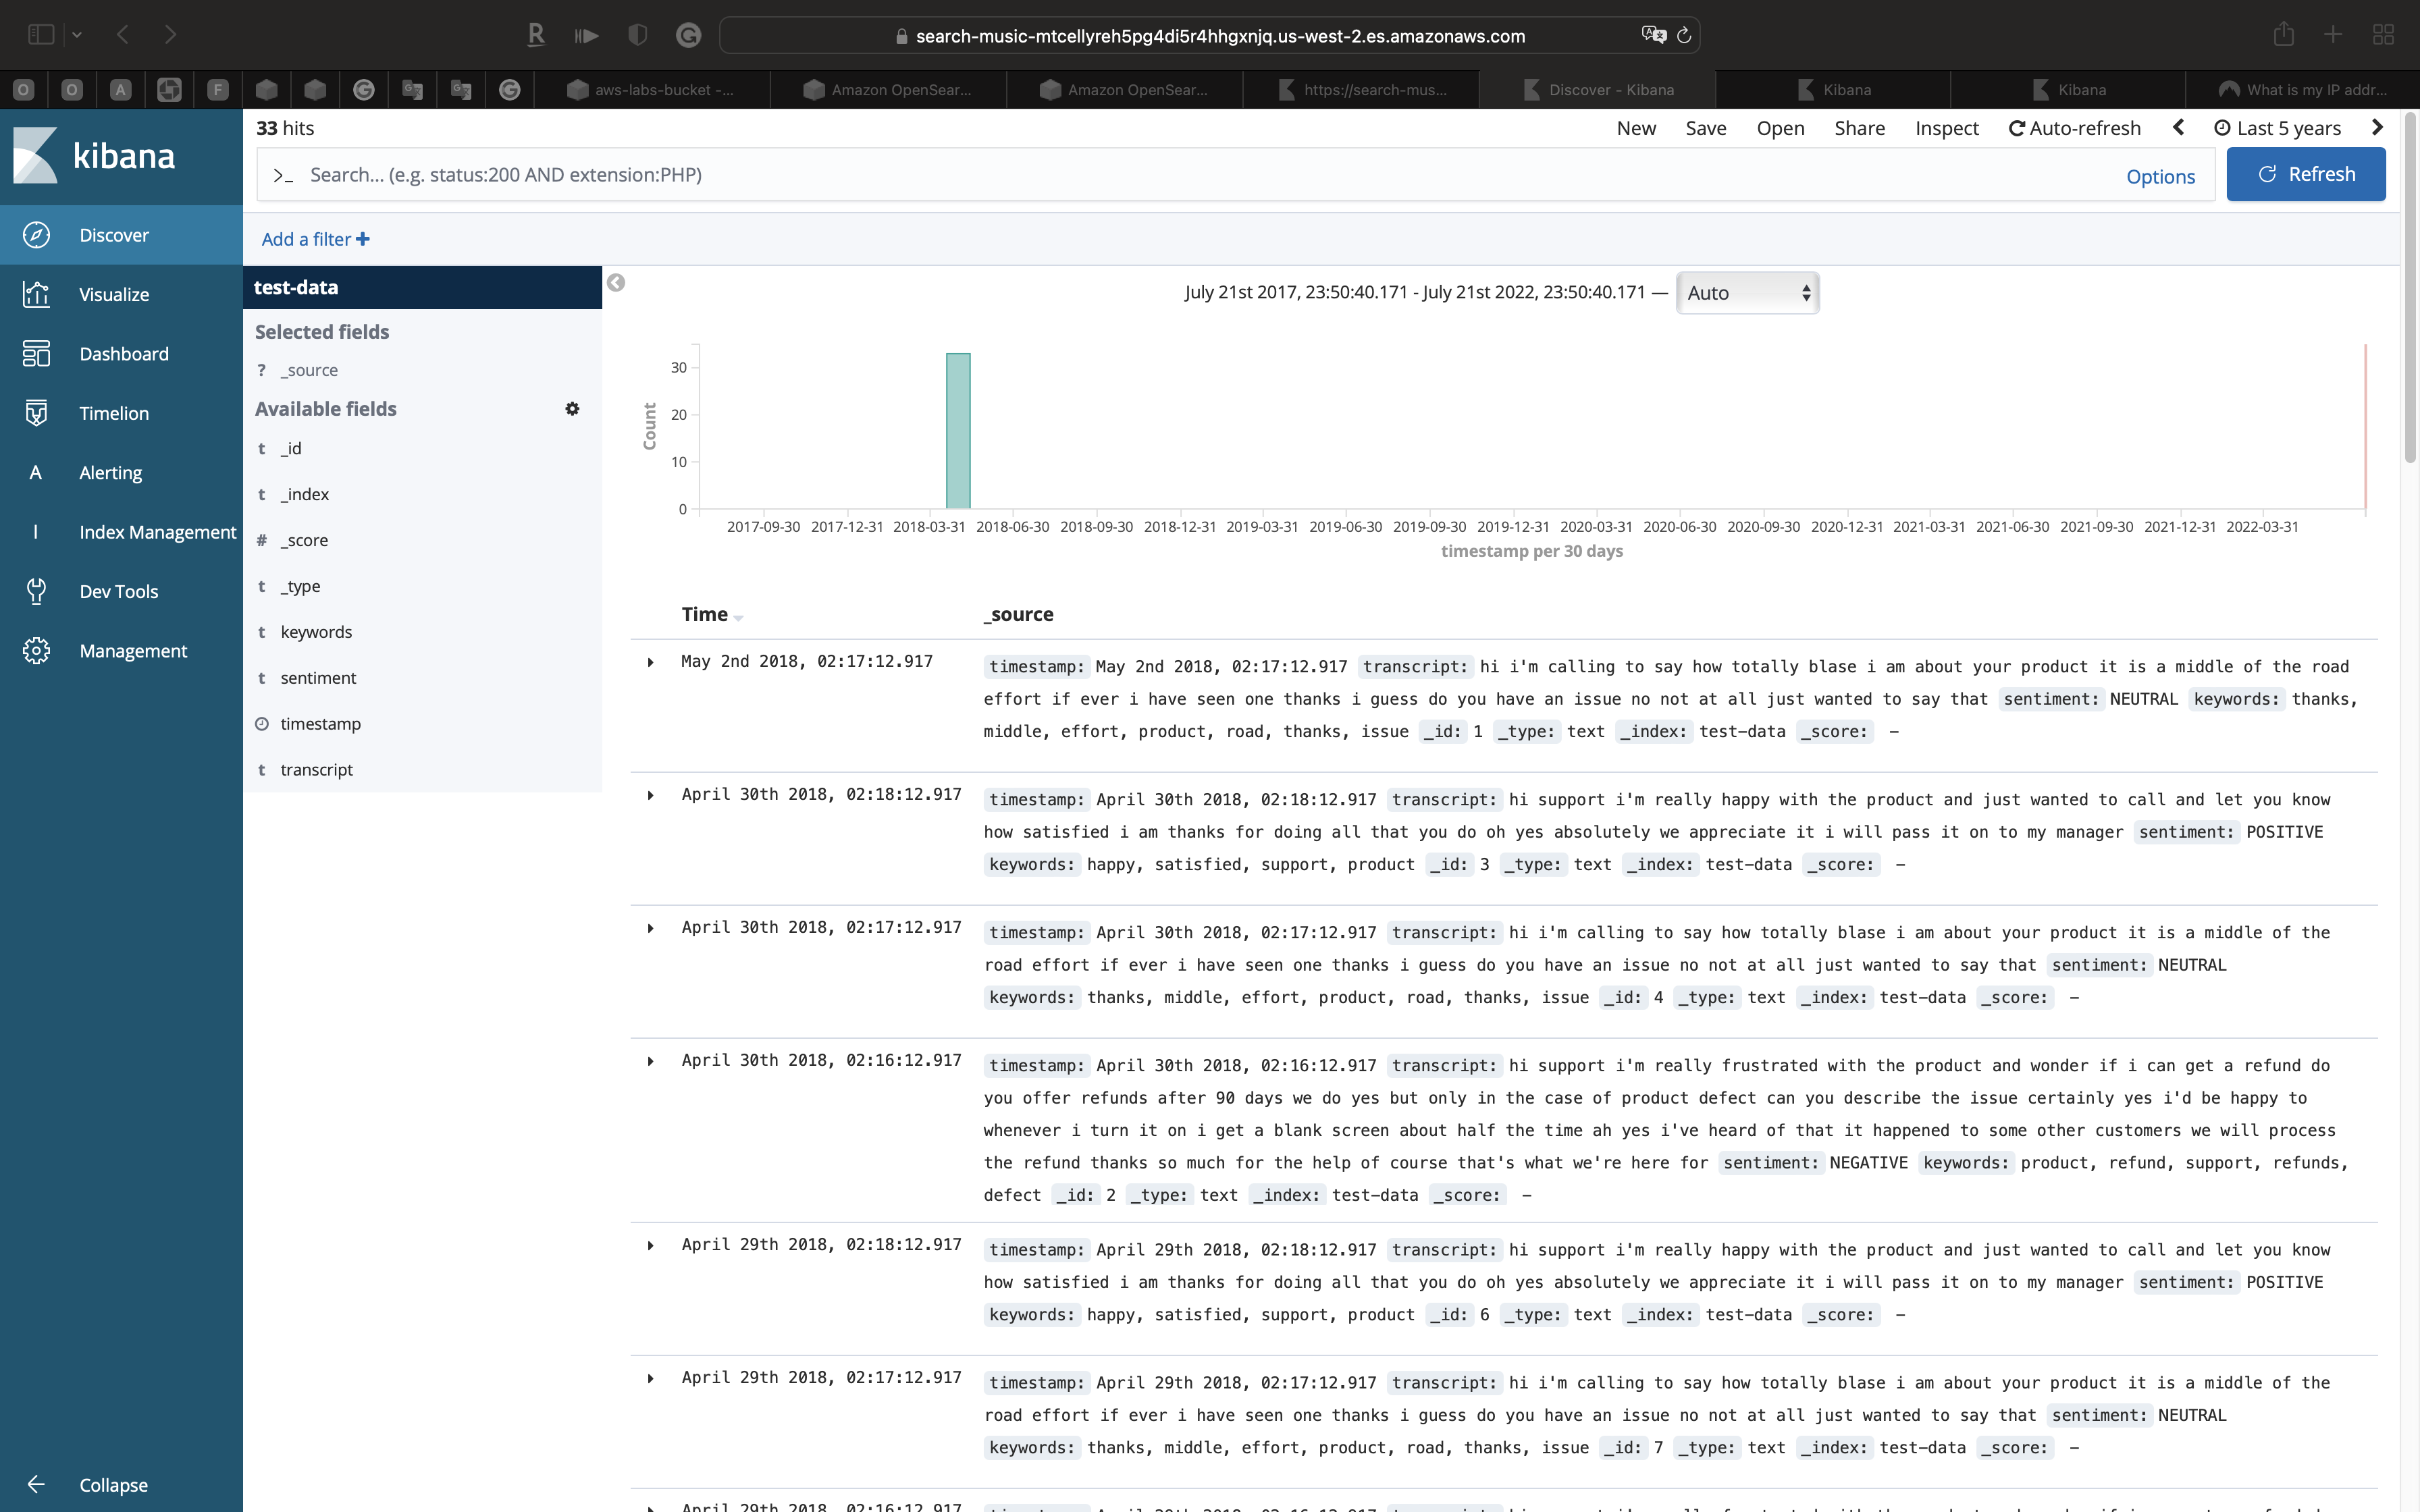 search-music-mtcellyreh5pg4di5r4hhgxnjq.us-west-2.es.amazonaws.com
O O A F aws-labs-bucket -... Amazon OpenSear... Amazon OpenSear... https://search-mus... Discover - Kibana Kibana Kibana What is my IP addr...
kibana
Discover
Visualize
Dashboard
Timelion
A Alerting
I Index Management
Dev Tools
Management
Collapse
33 hits
New Save Open Share Inspect Auto-refresh Last 5 years
>_ Search... (e.g. status:200 AND extension:PHP) Options Refresh
Add a filter +
test-data
Selected fields
? _source
Available fields
t _id
t _index
# _score
t _type
t keywords
t sentiment
timestamp
t transcript
July 21st 2017, 23:50:40.171 - July 21st 2022, 23:50:40.171 — Auto
Count
30
20
10
0
2017-09-30 2017-12-31 2018-03-31 2018-06-30 2018-09-30 2018-12-31 2019-03-31 2019-06-30 2019-09-30 2019-12-31 2020-03-31 2020-06-30 2020-09-30 2020-12-31 2021-03-31 2021-06-30 2021-09-30 2021-12-31 2022-03-31
timestamp per 30 days
Time _source
May 2nd 2018, 02:17:12.917 timestamp: May 2nd 2018, 02:17:12.917 transcript: hi i'm calling to say how totally blase i am about your product it is a middle of the road
effort if ever i have seen one thanks i guess do you have an issue no not at all just wanted to say that sentiment: NEUTRAL keywords: thanks,
middle, effort, product, road, thanks, issue _id: 1 _type: text _index: test-data _score: -
April 30th 2018, 02:18:12.917 timestamp: April 30th 2018, 02:18:12.917 transcript: hi support i'm really happy with the product and just wanted to call and let you know
how satisfied i am thanks for doing all that you do oh yes absolutely we appreciate it i will pass it on to my manager sentiment: POSITIVE
keywords: happy, satisfied, support, product _id: 3 _type: text _index: test-data _score: -
April 30th 2018, 02:17:12.917 timestamp: April 30th 2018, 02:17:12.917 transcript: hi i'm calling to say how totally blase i am about your product it is a middle of the
road effort if ever i have seen one thanks i guess do you have an issue no not at all just wanted to say that sentiment: NEUTRAL
keywords: thanks, middle, effort, product, road, thanks, issue _id: 4 _type: text _index: test-data _score: -
April 30th 2018, 02:16:12.917 timestamp: April 30th 2018, 02:16:12.917 transcript: hi support i'm really frustrated with the product and wonder if i can get a refund do
you offer refunds after 90 days we do yes but only in the case of product defect can you describe the issue certainly yes i'd be happy to
whenever i turn it on i get a blank screen about half the time ah yes i've heard of that it happened to some other customers we will process
the refund thanks so much for the help of course that's what we're here for sentiment: NEGATIVE keywords: product, refund, support, refunds,
defect _id: 2 _type: text _index: test-data _score: -
April 29th 2018, 02:18:12.917 timestamp: April 29th 2018, 02:18:12.917 transcript: hi support i'm really happy with the product and just wanted to call and let you know
how satisfied i am thanks for doing all that you do oh yes absolutely we appreciate it i will pass it on to my manager sentiment: POSITIVE
keywords: happy, satisfied, support, product _id: 6 _type: text _index: test-data _score: -
April 29th 2018, 02:17:12.917 timestamp: April 29th 2018, 02:17:12.917 transcript: hi i'm calling to say how totally blase i am about your product it is a middle of the
road effort if ever i have seen one thanks i guess do you have an issue no not at all just wanted to say that sentiment: NEUTRAL
keywords: thanks, middle, effort, product, road, thanks, issue _id: 7 _type: text _index: test-data _score: -
April 29th 2018, 02:16:12.917